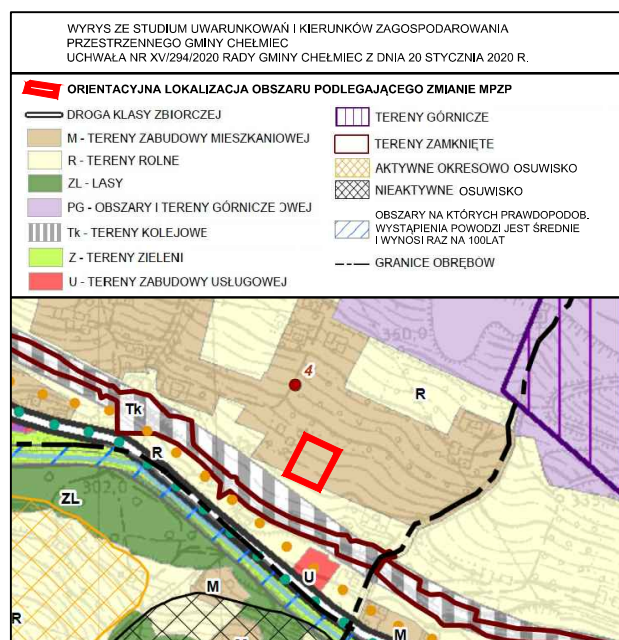 WYRYS ZE STUDIUM UWARUNKOWAŃ I KIERUNKÓW ZAGOSPODAROWANIA
PRZESTRZENNEGO GMINY CHEŁMIEC
UCHWAŁA NR XV/294/2020 RADY GMINY CHEŁMIEC Z DNIA 20 STYCZNIA 2020 R.
ORIENTACYJNA LOKALIZACJA OBSZARU PODLEGAJĄCEGO ZMIANIE MPZP
DROGA KLASY ZBIORCZEJ
M - TERENY ZABUDOWY MIESZKANIOWEJ
R - TERENY ROLNE
ZL - LASY
PG - OBSZARY I TERENY GÓRNICZE OWEJ
Tk - TERENY KOLEJOWE
Z - TERENY ZIELENI
U - TERENY ZABUDOWY USŁUGOWEJ
TERENY GÓRNICZE
TERENY ZAMKNIĘTE
AKTYWNE OKRESOWO OSUWISKO
NIEAKTYWNE OSUWISKO
OBSZARY NA KTÓRYCH PRAWDOPODOB.
WYSTĄPIENIA POWODZI JEST ŚREDNIE
I WYNOSI RAZ NA 100LAT
GRANICE OBRĘBÓW
350,0
4
R
Tk
R
302,0
ZL
U
M
R
M